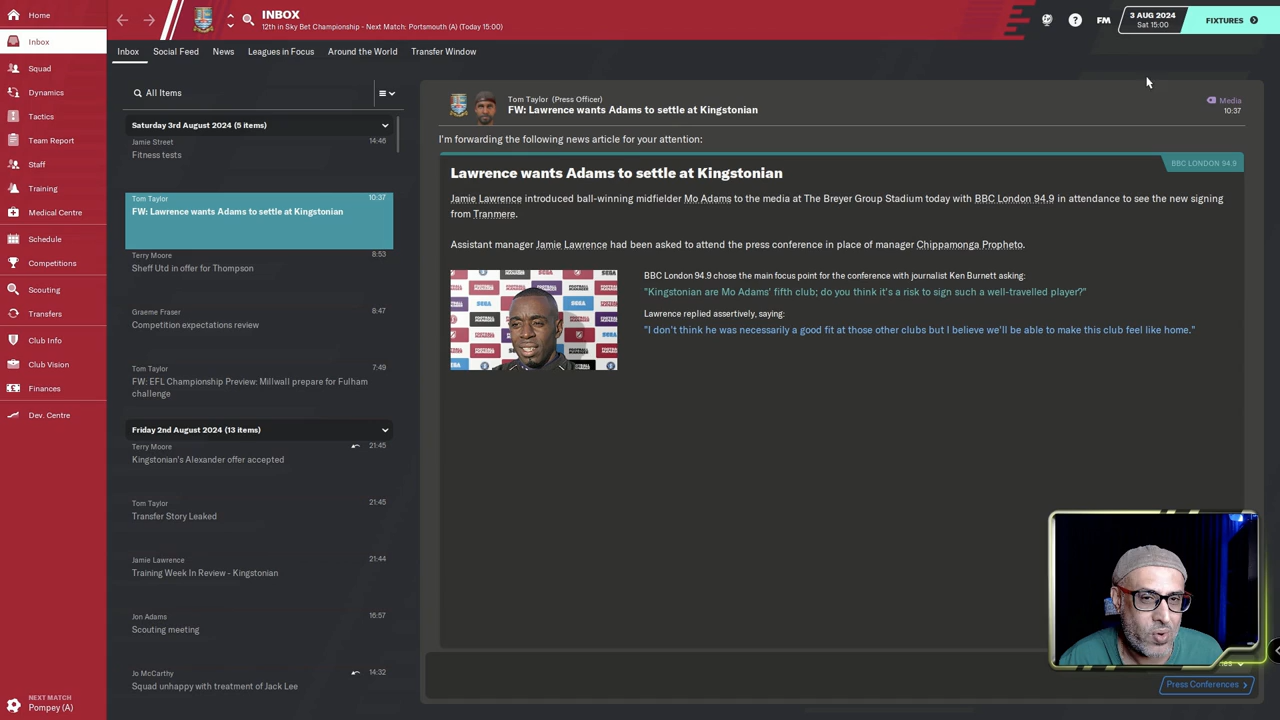 Home
Inbox
Squad
Dynamics
Tactics
Team Report
Staff
Training
Medical Centre
Schedule
Competitions
Scouting
Transfers
Club Info
Club Vision
Finances
Dev. Centre
NEXT MATCH
Pompey (A)
INBOX
12th in Sky Bet Championship - Next Match: Portsmouth (A) (Today 15:00)
FM
3 AUG 2024
Sat 15:00
FIXTURES
Inbox Social Feed News Leagues in Focus Around the World Transfer Window
All Items
Saturday 3rd August 2024 (5 items)
Jamie Street 14:46
Fitness tests
Tom Taylor 10:37
FW: Lawrence wants Adams to settle at Kingstonian
Terry Moore 8:53
Sheff Utd in offer for Thompson
Graeme Fraser 8:47
Competition expectations review
Tom Taylor 7:49
FW: EFL Championship Preview: Millwall prepare for Fulham
challenge
Friday 2nd August 2024 (13 items)
Terry Moore 21:45
Kingstonian's Alexander offer accepted
Tom Taylor 21:45
Transfer Story Leaked
Jamie Lawrence 21:44
Training Week In Review - Kingstonian
Jon Adams 16:57
Scouting meeting
Jo McCarthy 14:32
Squad unhappy with treatment of Jack Lee
Tom Taylor (Press Officer)
FW: Lawrence wants Adams to settle at Kingstonian
Media
10:37
I'm forwarding the following news article for your attention:
BBC LONDON 94.9
Lawrence wants Adams to settle at Kingstonian
Jamie Lawrence introduced ball-winning midfielder Mo Adams to the media at The Breyer Group Stadium today with BBC London 94.9 in attendance to see the new signing
from Tranmere.
Assistant manager Jamie Lawrence had been asked to attend the press conference in place of manager Chippamonga Propheto.
SEGA
BBC London 94.9 chose the main focus point for the conference with journalist Ken Burnett asking:
"Kingstonian are Mo Adams' fifth club; do you think it's a risk to sign such a well-travelled player?"
Lawrence replied assertively, saying:
"I don't think he was necessarily a good fit at those other clubs but I believe we'll be able to make this club feel like home."
Press Conferences